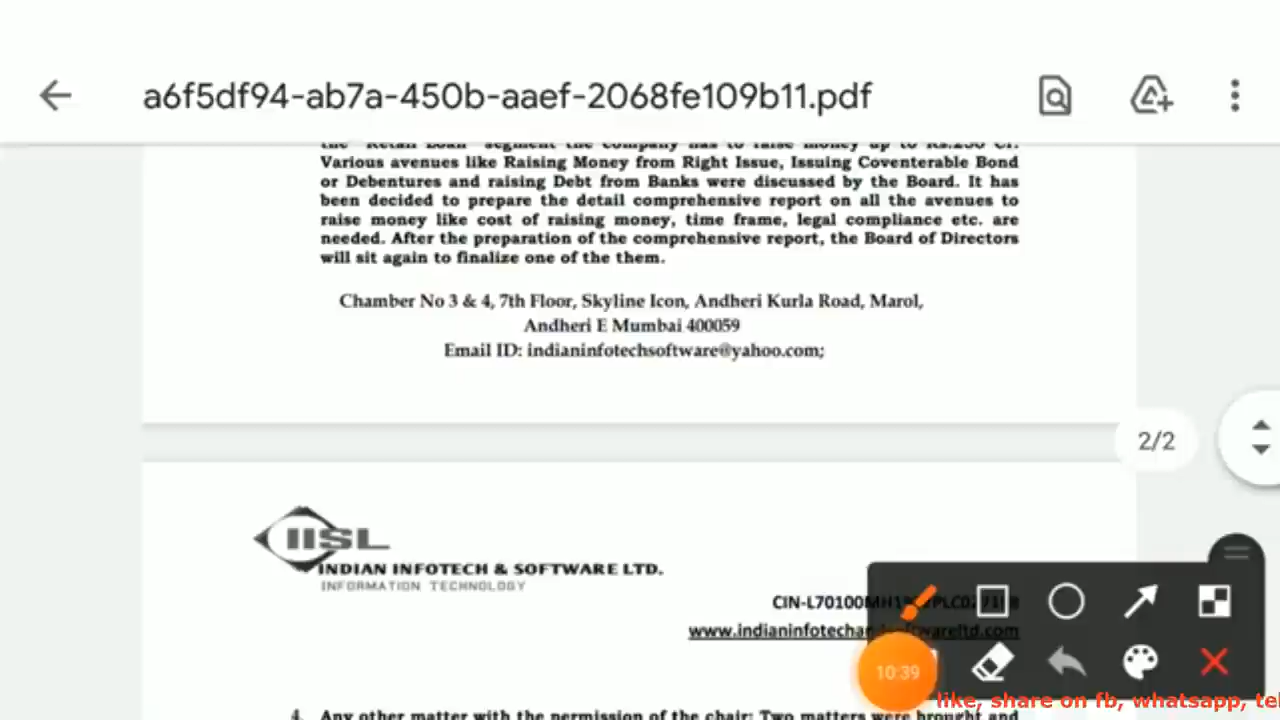 a6f5df94-ab7a-450b-aaef-2068fe109b11.pdf
the "Retail Loan" segment the company has to raise money up to Rs.250 Cr.
Various avenues like Raising Money from Right Issue, Issuing Coventerable Bond
or Debentures and raising Debt from Banks were discussed by the Board. It has
been decided to prepare the detail comprehensive report on all the avenues to
raise money like cost of raising money, time frame, legal compliance etc. are
needed. After the preparation of the comprehensive report, the Board of Directors
will sit again to finalize one of the them.
Chamber No 3 & 4, 7th Floor, Skyline Icon, Andheri Kurla Road, Marol,
Andheri E Mumbai 400059
Email ID: indianinfotechsoftware@yahoo.com;
2/2
IISL
INDIAN INFOTECH & SOFTWARE LTD.
INFORMATION TECHNOLOGY
www.indianinfotechandsoftwareltd.com
10:39
like, share on fb, whatsapp, tel
4. Any other matter with the permission of the chair: Two matters were brought and